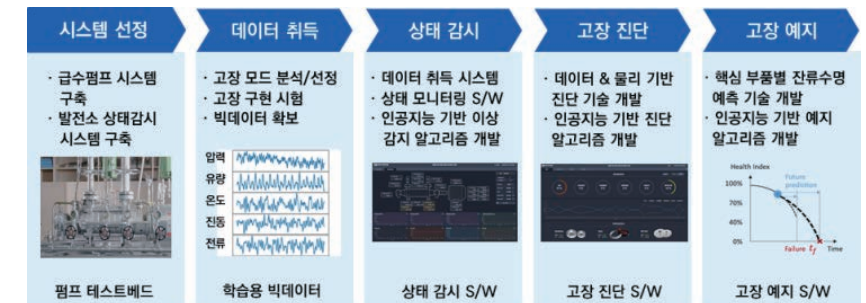 시스템 선정
데이터 취득
상태 감시
고장 진단
고장 예지
· 급수펌프 시스템
구축
· 발전소 상태감시
시스템 구축
· 고장 모드 분석/선정
· 고장 구현 시험
· 빅데이터 확보
· 데이터 취득 시스템
· 상태 모니터링 S/W
· 인공지능 기반 이상
감지 알고리즘 개발
· 데이터 & 물리 기반
진단 기술 개발
· 인공지능 기반 진단
알고리즘 개발
· 핵심 부품별 잔류수명
예측 기술 개발
· 인공지능 기반 예지
알고리즘 개발
압력
유량
온도
진동
전류
Health Index
100%
70%
40%
0%
Future
prediction
Failure tf
Time
펌프 테스트베드
학습용 빅데이터
상태 감시 S/W
고장 진단 S/W
고장 예지 S/W